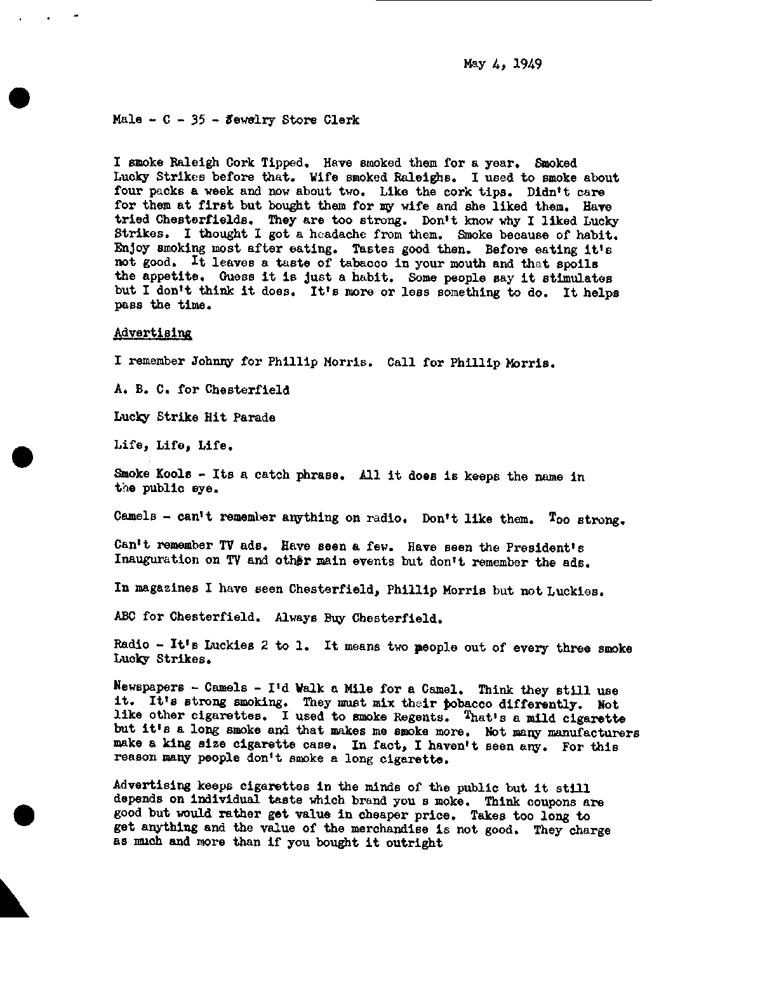 May 4, 1949
Male - C - 35 - Jewelry Store Clerk
I smoke Raleigh Cork Tipped. Have smoked them for a year. Smoked
Lucky Strikes before that. Wife smoked Raleighs. I used to smoke about
four packs a week and now about two. Like the cork tips. Didn't care
for them at first but bought them for my wife and she liked them. Have
tried Chesterfields. They are too strong. Don't know why I liked Lucky
Strikes. I thought I got a headache from them. Smoke because of habit.
Enjoy smoking most after eating. Tastes good then. Before eating it's
not good. It leaves a taste of tabacco in your mouth and that spoils
the appetite. Guess it is just a habit. Some people say it stimulates
but I don't think it does. It's more or less something to do. It helps
pass the time.
Advertising
I remember Johnny for Phillip Morris. Call for Phillip Morris.
A. B. C. for Chesterfield
Lucky Strike Hit Parade
Life, Life, Life.
Smoke Kools - Its a catch phrase. All it does is keeps the name in
the public eye.
Camels - can't remember anything on radio. Don't like them. Too strong.
Can't remember TV ads. Have seen a few. Have seen the President's
Inauguration on TV and other main events but don't remember the ads.
In magazines I have seen Chesterfield, Phillip Morris but not Luckies.
ABC for Chesterfield. Always Buy Chesterfield.
Radio - It's Luckies 2 to 1. It means two people out of every three smoke
Lucky Strikes.
Newspapers - Camels - I'd Walk a Mile for a Camel. Think they still use
it. It's strong smoking. They must mix their tobacco differently. Not
like other cigarettes. I used to smoke Regents. That's a mild cigarette
but it's a long smoke and that makes me smoke more. Not many manufacturers
make a king size cigarette case. In fact, I haven't seen any. For this
reason many people don't smoke a long cigarette.
Advertising keeps cigarettes in the minds of the public but it still
depends on individual taste which brand you s moke. Think coupons are
good but would rather get value in cheaper price. Takes too long to
get anything and the value of the merchandise is not good. They charge
as much and more than if you bought it outright